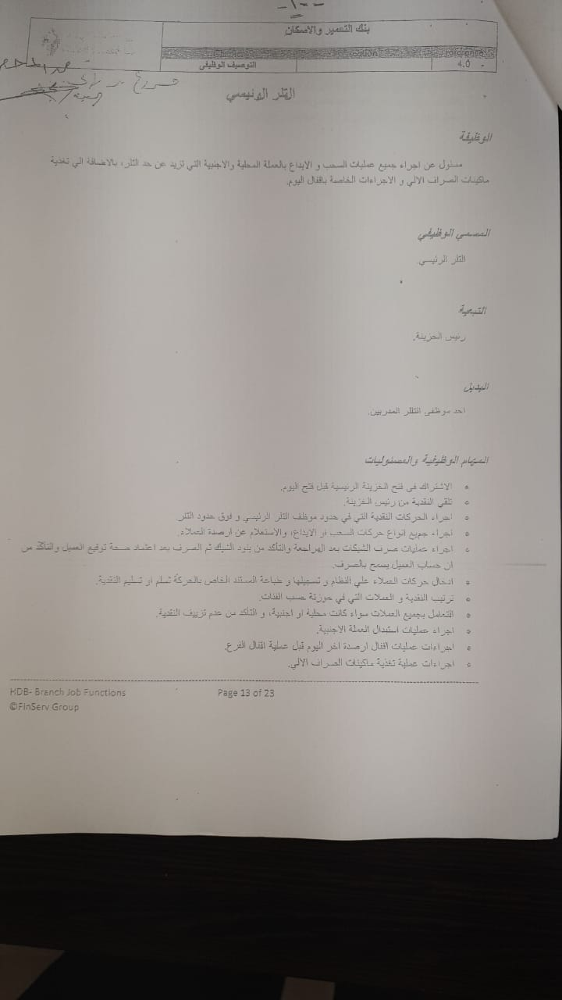 -١٠-
بنك التعمير والاسكان
Section reference
4.0 التوصيف الوظيفى
التلر الرئيسي
الوظيفة
مسئول عن اجراء جميع عمليات السحب و الايداع بالعملة المحلية والاجنبية التي تزيد عن حد التلر، بالاضافة الي تغذية
ماكينات الصراف الالي و الاجراءات الخاصة باقفال اليوم.
المسمي الوظيفي
التلر الرئيسي.
التبعية
رئيس الخزينة.
البديل
احد موظفى التلر المدربين.
المهام الوظيفية والمسئوليات
• الاشتراك فى فتح الخزينة الرئيسية قبل فتح اليوم.
• تلقي النقدية من رئيس الخزينة.
• اجراء الحركات النقدية التي في حدود موظف التلر الرئيسي و فوق حدود التلر.
• اجراء جميع انواع حركات السحب او الايداع، والاستعلام عن ارصدة العملاء.
• اجراء عمليات صرف الشيكات بعد المراجعة والتأكد من بنود الشيك ثم الصرف بعد اعتماد صحة توقيع العميل والتأكد من
ان حساب العميل يسمح بالصرف.
• ادخال حركات العملاء علي النظام و تسجيلها و طباعة المستند الخاص بالحركة تسلم او تسليم النقدية.
• ترتيب النقدية و العملات التي في حوزتة حسب الفئات.
• التعامل بجميع العملات سواء كانت محلية او اجنبية، و التأكد من عدم تزييف النقدية.
• اجراء عمليات استبدال العملة الاجنبية.
• اجراءات عمليات اقفال ارصدة اخر اليوم قبل عملية اقفال الفرع.
• اجراءات عملية تغذية ماكينات الصراف الالي.
HDB- Branch Job Functions Page 13 of 23
©FinServ Group